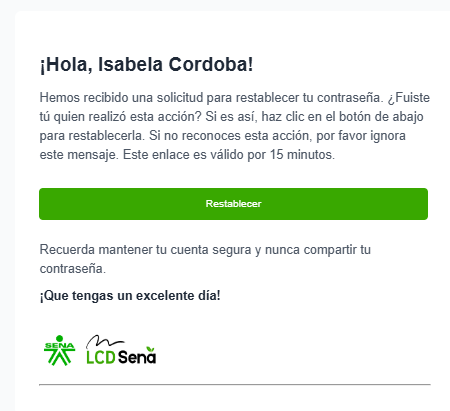 ¡Hola, Isabela Cordoba!
Hemos recibido una solicitud para restablecer tu contraseña. ¿Fuiste
tú quien realizó esta acción? Si es así, haz clic en el botón de abajo
para restablecerla. Si no reconoces esta acción, por favor ignora
este mensaje. Este enlace es válido por 15 minutos.
Restablecer
Recuerda mantener tu cuenta segura y nunca compartir tu
contraseña.
¡Que tengas un excelente día!
SENA
LCDSena